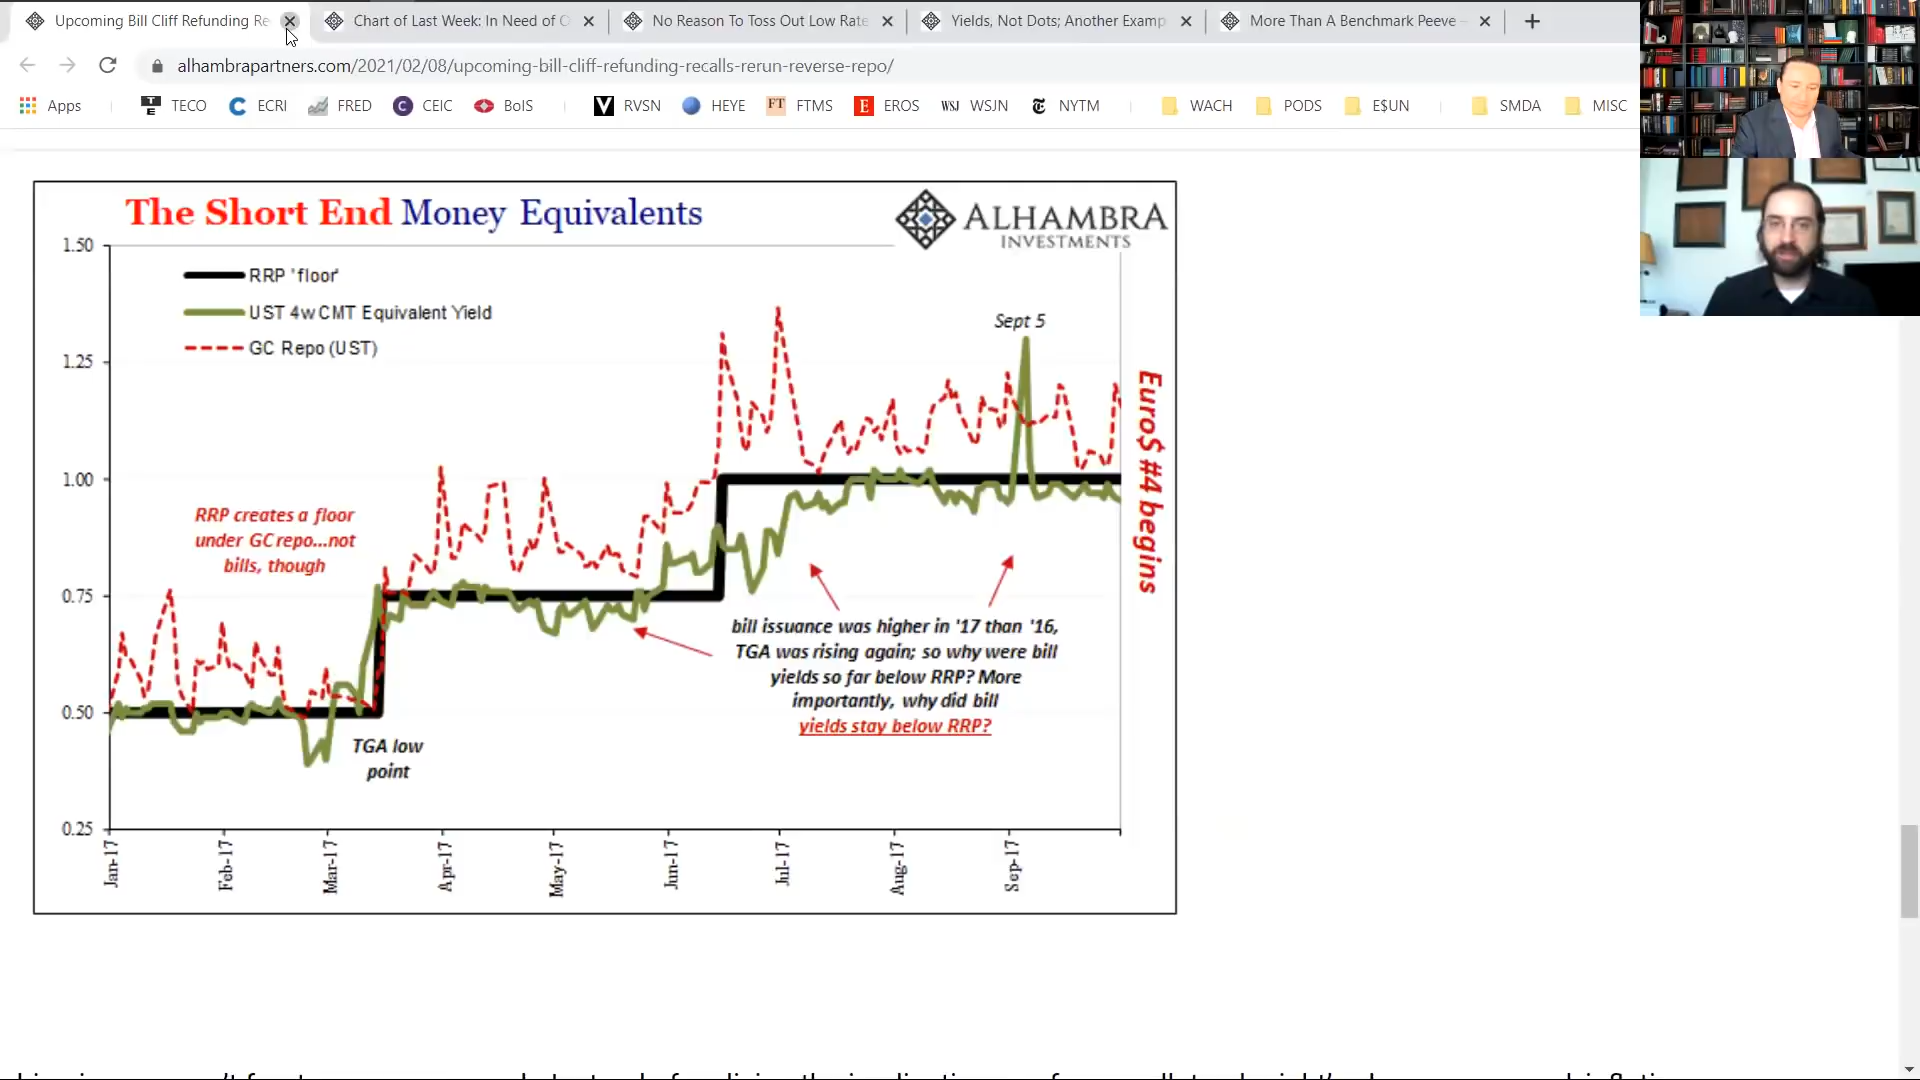 Upcoming Bill Cliff Refunding Re
Chart of Last Week: In Need of
No Reason To Toss Out Low Rate
Yields, Not Dots; Another Examp
More Than A Benchmark Peeve
alhambrapartners.com/2021/02/08/upcoming-bill-cliff-refunding-recalls-rerun-reverse-repo/
Apps TECO ECRI FRED CEIC BoIS RVSN HEYE FT FTMS EROS WSJ WSJN NYTM WACH PODS E$UN SMDA MISC
The Short End Money Equivalents
ALHAMBRA
INVESTMENTS
1.50
1.25
1.00
0.75
0.50
0.25
RRP 'floor'
UST 4w CMT Equivalent Yield
GC Repo (UST)
Sept 5
RRP creates a floor
under GC repo...not
bills, though
TGA low
point
bill issuance was higher in '17 than '16,
TGA was rising again; so why were bill
yields so far below RRP? More
importantly, why did bill
yields stay below RRP?
Euro$ #4 begins
Jan-17
Feb-17
Mar-17
Apr-17
May-17
Jun-17
Jul-17
Aug-17
Sep-17